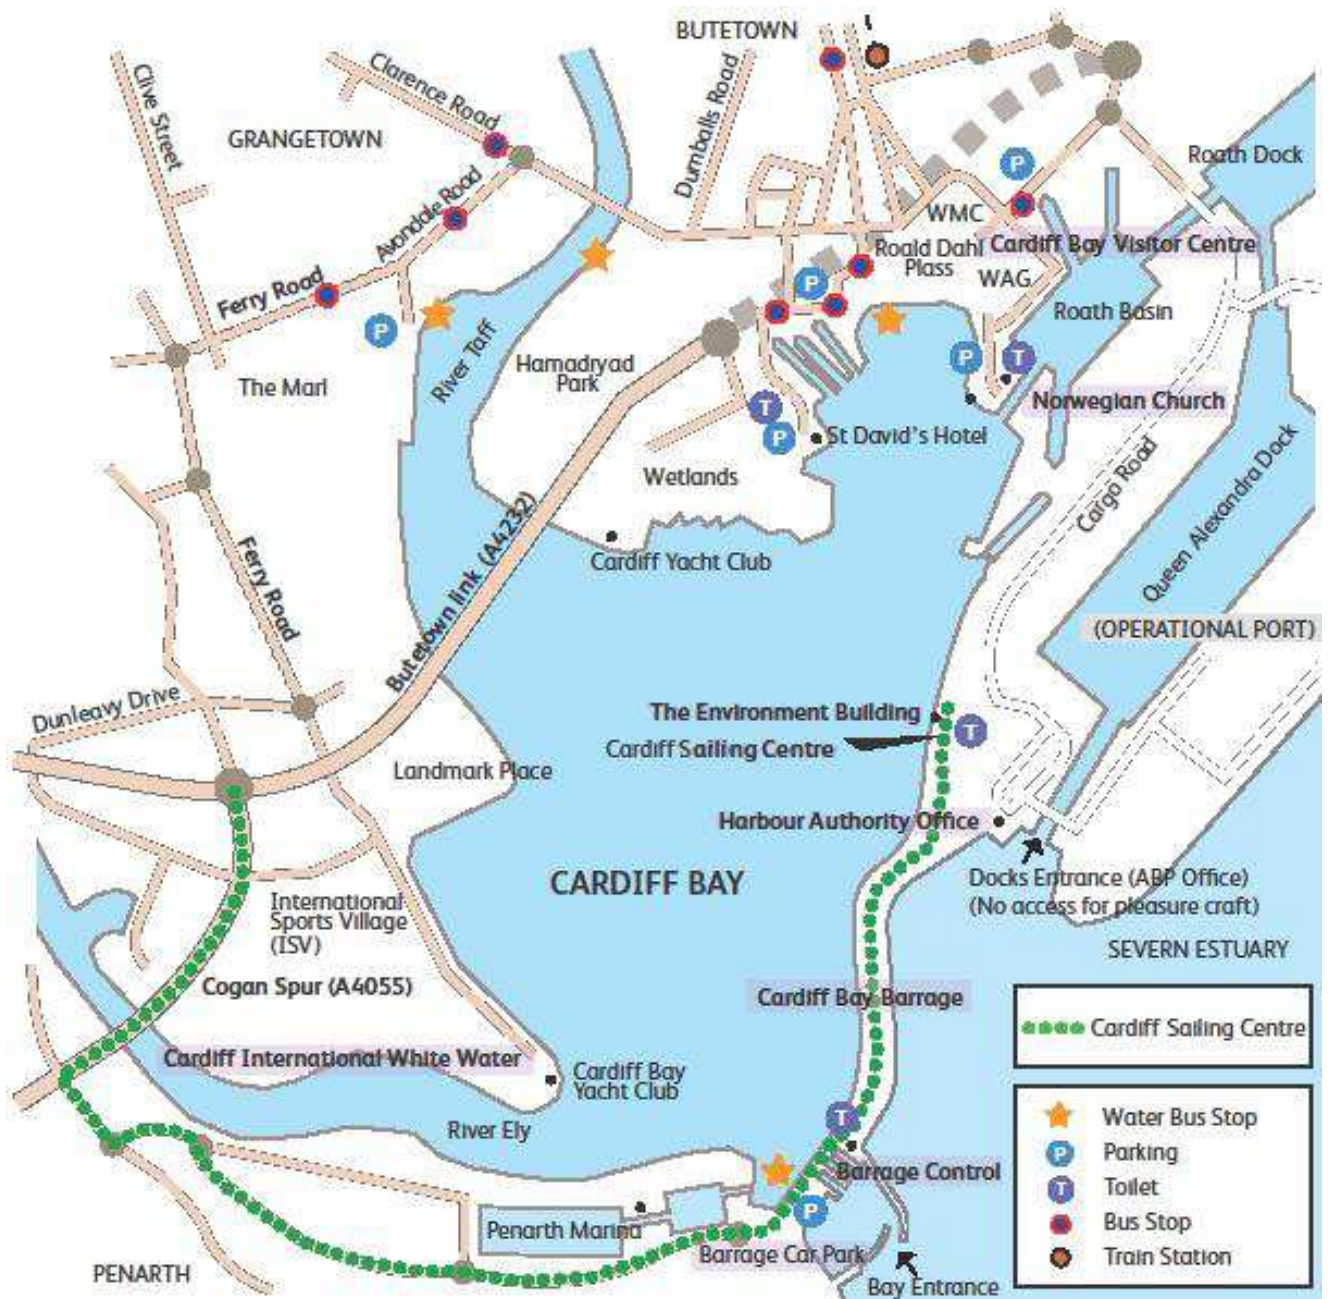 BUTETOWN
Clive Street
Clarence Road
GRANGETOWN
Dumballs Road
Avondale Road
Ferry Road
P
Roath Dock
WMC
Roald Dahl
Plass
Cardiff Bay Visitor Centre
WAG
Roath Basin
P
P
The Marl
River Taff
Hamadryad
Park
P
T
Norwegian Church
T
P
St David's Hotel
Wetlands
Cargo Road
Queen Alexandra Dock
Ferry Road
Butetown link (A4232)
Cardiff Yacht Club
(OPERATIONAL PORT)
Dunleavy Drive
The Environment Building
Cardiff Sailing Centre
T
Landmark Place
Harbour Authority Office
CARDIFF BAY
Docks Entrance (ABP Office)
(No access for pleasure craft)
International
Sports Village
(ISV)
SEVERN ESTUARY
Cogan Spur (A4055)
Cardiff Bay Barrage
Cardiff International White Water
Cardiff Bay
Yacht Club
River Ely
T
Barrage Control
P
Penarth Marina
Barrage Car Park
PENARTH
Bay Entrance
Cardiff Sailing Centre
Water Bus Stop
P Parking
T Toilet
Bus Stop
Train Station